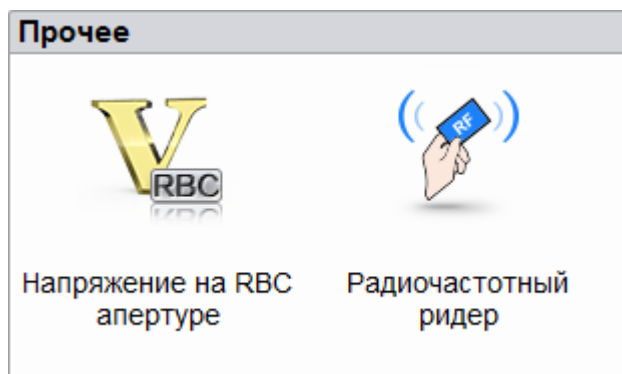 Прочее
RBC
RF
Напряжение на RBC
апертуре
Радиочастотный
ридер